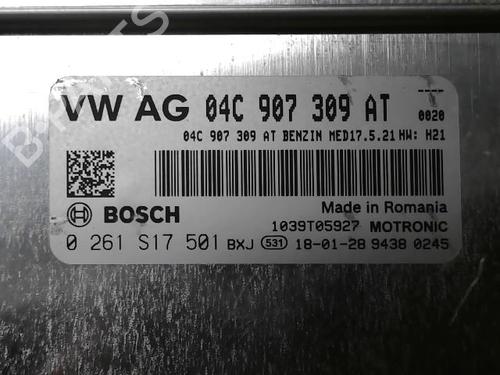 VW AG 04C 907 309 AT
----
0020
04C 907 309 AT BENZIN MED17.5.21 HW: H21
BOSCH
Made in Romania
1039T05927 MOTRONIC
0 261 S17 501 BXJ 531 18-01-28 9438 0245